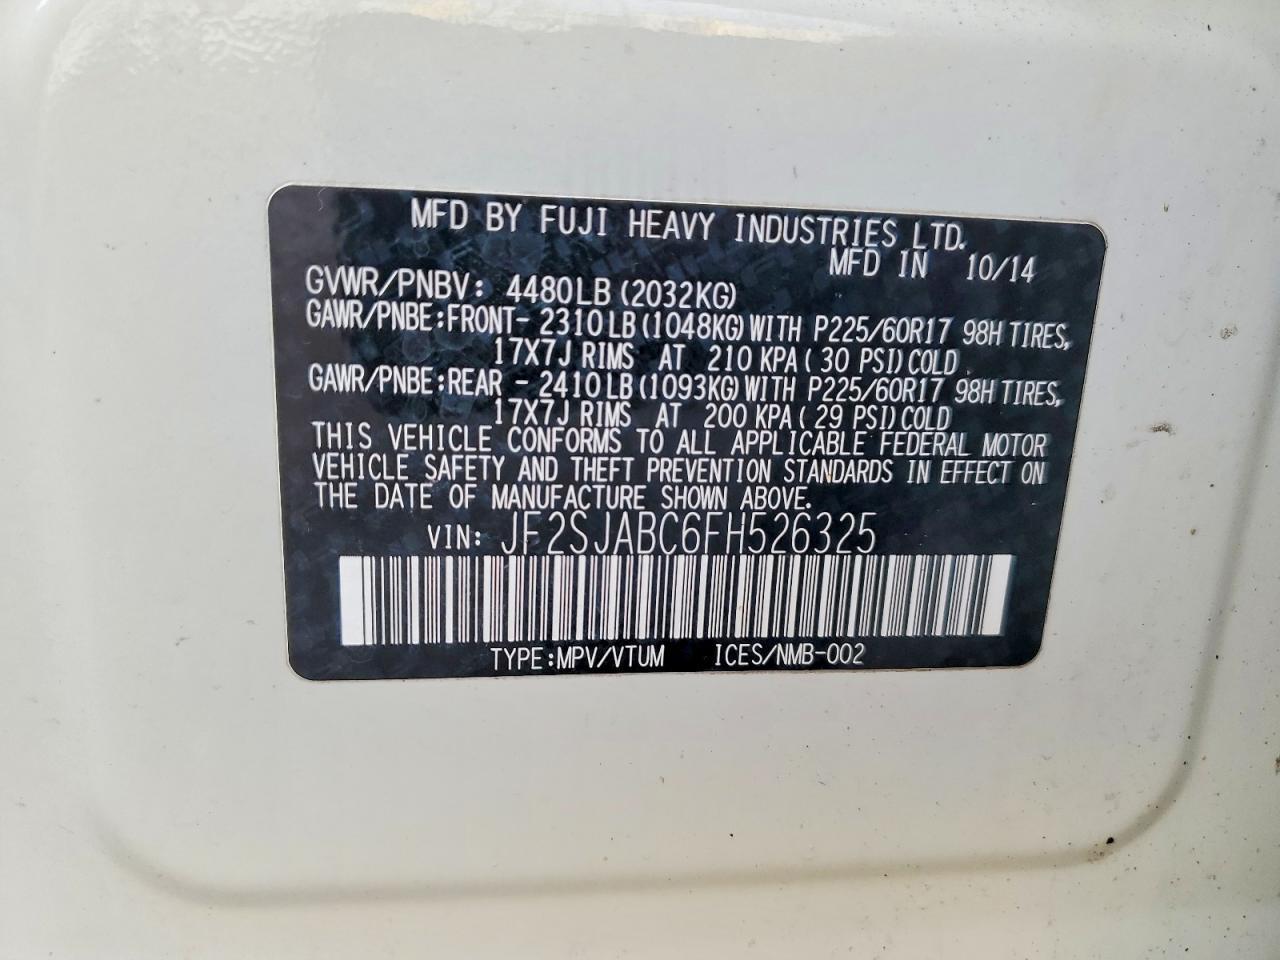 MFD BY FUJI HEAVY INDUSTRIES LTD.
MFD IN 10/14
GVWR/PNBV: 4480LB (2032KG)
GAWR/PNBE:FRONT- 2310LB(1048KG)WITH P225/60R17 98H TIRES,
17X7J RIMS AT 210 KPA( 30 PSI)COLD.
GAWR/PNBE:REAR - 2410LB(1093KG)WITH P225/60R17 98H TIRES,
17X7J RIMS AT 200 KPA( 29 PSI)COLD
THIS VEHICLE CONFORMS TO ALL APPLICABLE FEDERAL MOTOR
VEHICLE SAFETY AND THEFT PREVENTION STANDARDS IN EFFECT ON
THE DATE OF MANUFACTURE SHOWN ABOVE.
VIN: JF2SJABC6FH526325
TYPE:MPV/VTUM ICES/NMB-002